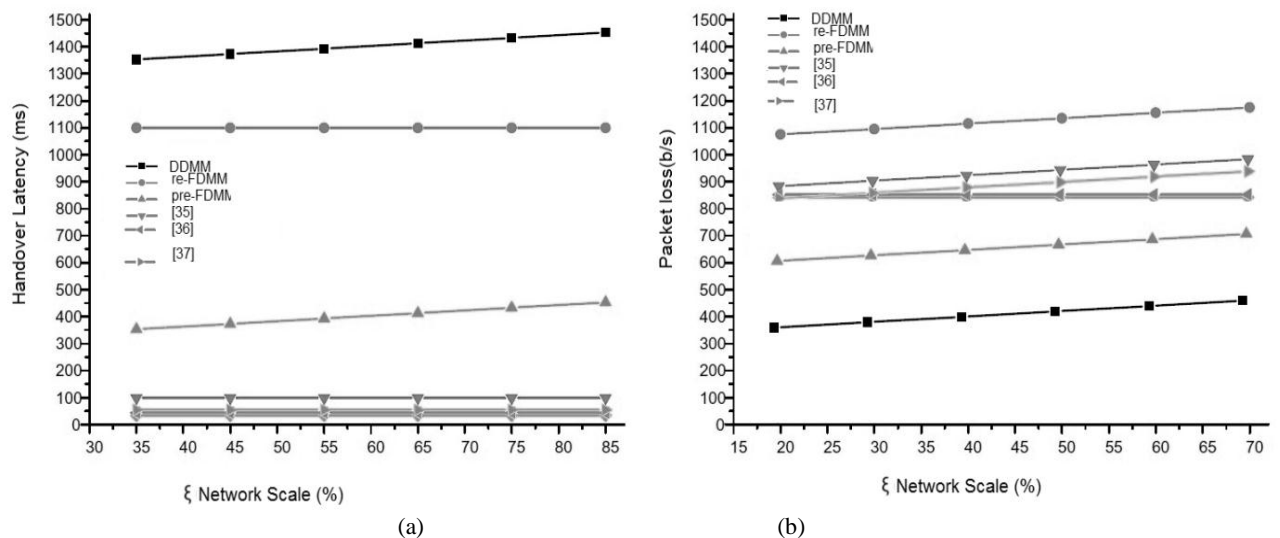 1500
1400
1300
1200
1100
1000
900
800
700
600
500
400
300
200
100
0
Handover Latency (ms)
DDMM
re-FDMM
pre-FDMM
[35]
[36]
[37]
30 35 40 45 50 55 60 65 70 75 80 85
ξ Network Scale (%)
(a)
1500
1400
1300
1200
1100
1000
900
800
700
600
500
400
300
200
100
0
Packet loss(b/s)
DDMM
re-FDMM
pre-FDMM
[35]
[36]
[37]
15 20 25 30 35 40 45 50 55 60 65 70
ξ Network Scale (%)
(b)